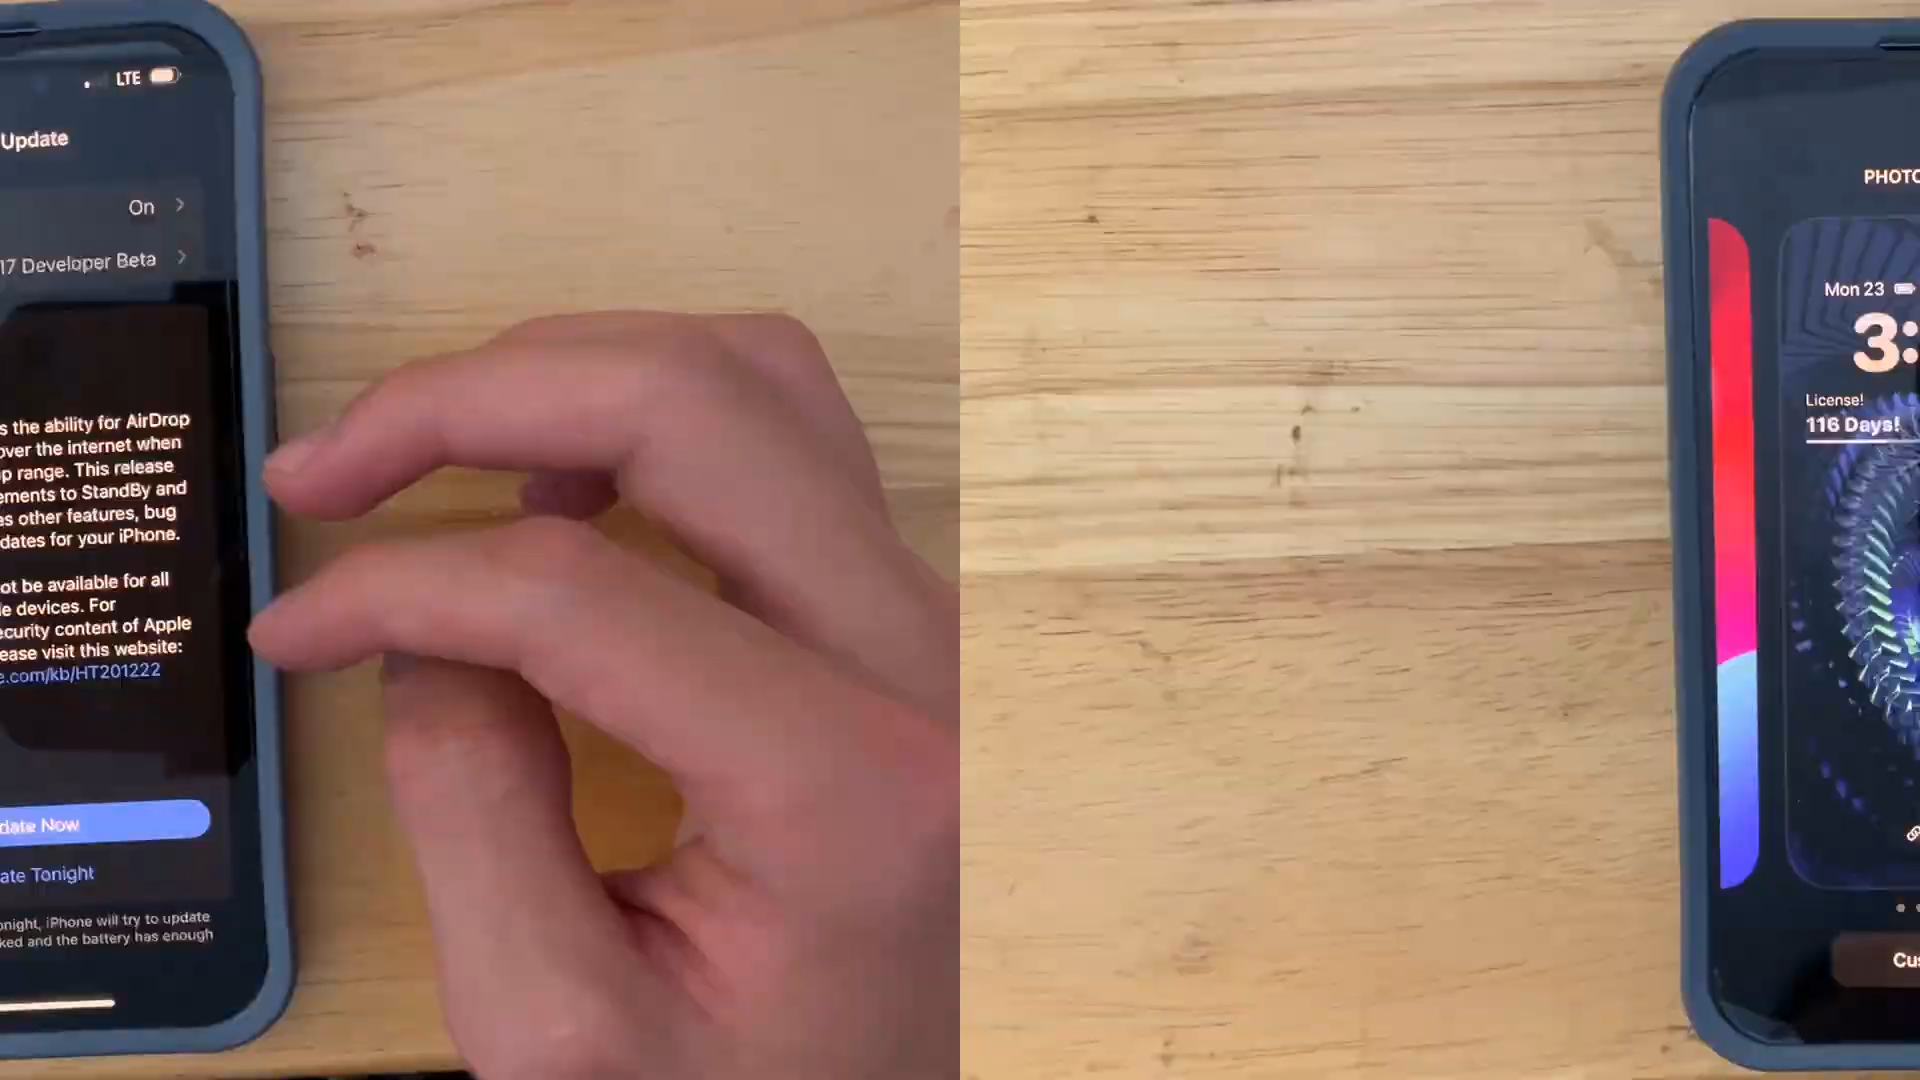 LTE
Update
On
17 Developer Beta
s the ability for AirDrop
over the internet when
p range. This release
ements to StandBy and
es other features, bug
dates for your iPhone.
ot be available for all
le devices. For
ecurity content of Apple
ease visit this website:
e.com/kb/HT201222
date Now
ate Tonight
onight, iPhone will try to update
ked and the battery has enough
PHOTO
Mon 23
3:
License!
116 Days!
Cus